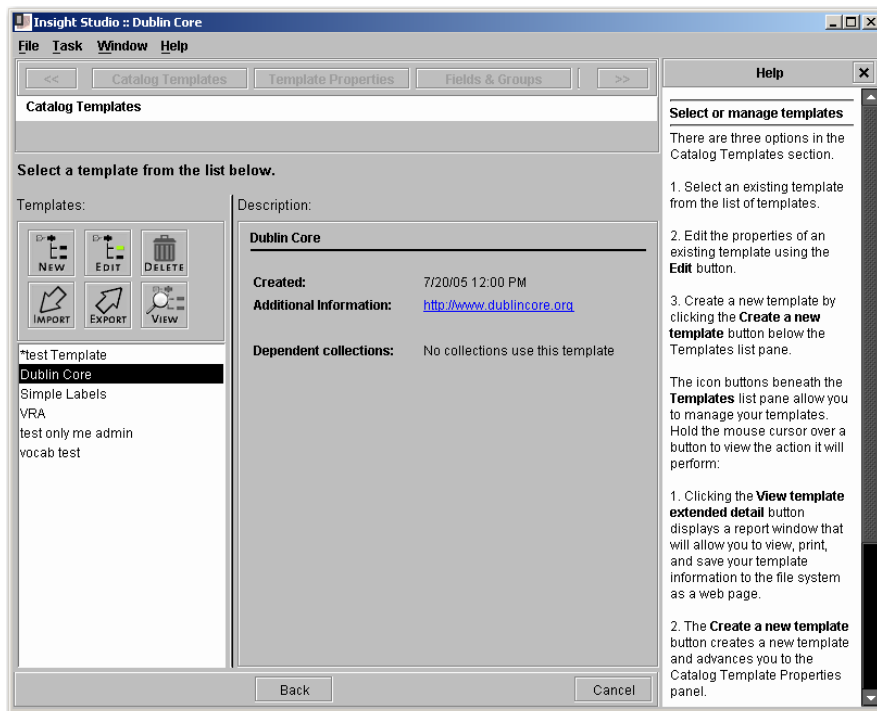 Insight Studio :: Dublin Core
File Task Window Help
<< Catalog Templates Template Properties Fields & Groups >>
Catalog Templates
Select a template from the list below.
Templates:
NEW EDIT DELETE
IMPORT EXPORT VIEW
*test Template
Dublin Core
Simple Labels
VRA
test only me admin
vocab test
Description:
Dublin Core
Created: 7/20/05 12:00 PM
Additional Information: http://www.dublincore.org
Dependent collections: No collections use this template
Back Cancel
Help
Select or manage templates
There are three options in the
Catalog Templates section.
1. Select an existing template
from the list of templates.
2. Edit the properties of an
existing template using the
Edit button.
3. Create a new template by
clicking the Create a new
template button below the
Templates list pane.
The icon buttons beneath the
Templates list pane allow you
to manage your templates.
Hold the mouse cursor over a
button to view the action it will
perform:
1. Clicking the View template
extended detail button
displays a report window that
will allow you to view, print,
and save your template
information to the file system
as a web page.
2. The Create a new template
button creates a new template
and advances you to the
Catalog Template Properties
panel.